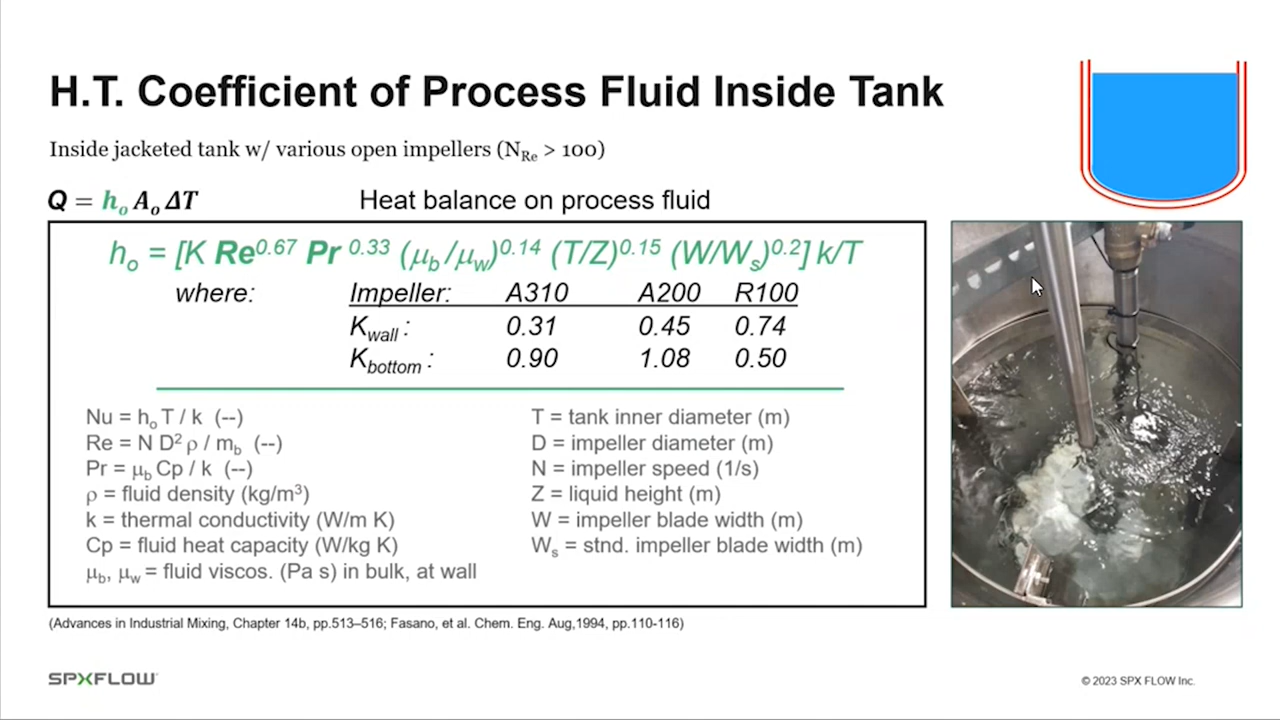 H.T. Coefficient of Process Fluid Inside Tank
Inside jacketed tank w/ various open impellers (N_Re > 100)
Q = h_o A_o ΔT Heat balance on process fluid
h_o = [K Re^0.67 Pr^0.33 (μ_b/μ_w)^0.14 (T/Z)^0.15 (W/W_s)^0.2] k/T
where: Impeller: A310 A200 R100
K_wall : 0.31 0.45 0.74
K_bottom : 0.90 1.08 0.50
Nu = h_o T / k (--)
Re = N D² ρ / m_b (--)
Pr = μ_b Cp / k (--)
ρ = fluid density (kg/m³)
k = thermal conductivity (W/m K)
Cp = fluid heat capacity (W/kg K)
μ_b, μ_w = fluid viscos. (Pa s) in bulk, at wall
T = tank inner diameter (m)
D = impeller diameter (m)
N = impeller speed (1/s)
Z = liquid height (m)
W = impeller blade width (m)
W_s = stnd. impeller blade width (m)
(Advances in Industrial Mixing, Chapter 14b, pp.513–516; Fasano, et al. Chem. Eng. Aug,1994, pp.110-116)
SPXFLOW
© 2023 SPX FLOW Inc.